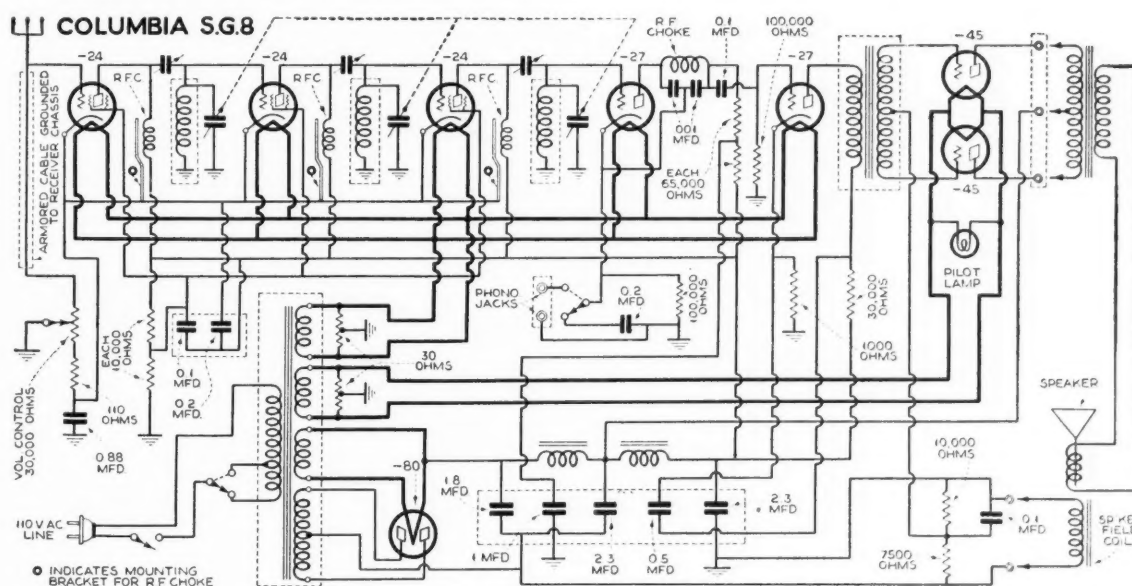 COLUMBIA S.G.8
-24
-24
-24
-27
R.F.
CHOKE
0.1
MFD
100,000
OHMS
-27
-45
RFC
RFC
RFC
.001
MFD
EACH
65,000
OHMS
-45
ARMORED CABLE GROUNDED
TO RECEIVER CHASSIS
PILOT
LAMP
PHONO
JACKS
0.2
MFD
100,000
OHMS
1000
OHMS
30,000
OHMS
VOL. CONTROL
30,000 OHMS
EACH
10,000
OHMS
0.1
MFD
0.2
MFD.
110
OHMS
0.88
MFD
30
OHMS
SPEAKER
-80
1.8
MFD
1 MFD
2.3
MFD
0.5
MFD
2.3
MFD
10,000
OHMS
0.1
MFD
7500
OHMS
SPKR
FIELD
COIL
110 V AC
LINE
INDICATES MOUNTING
BRACKET FOR R.F. CHOKE